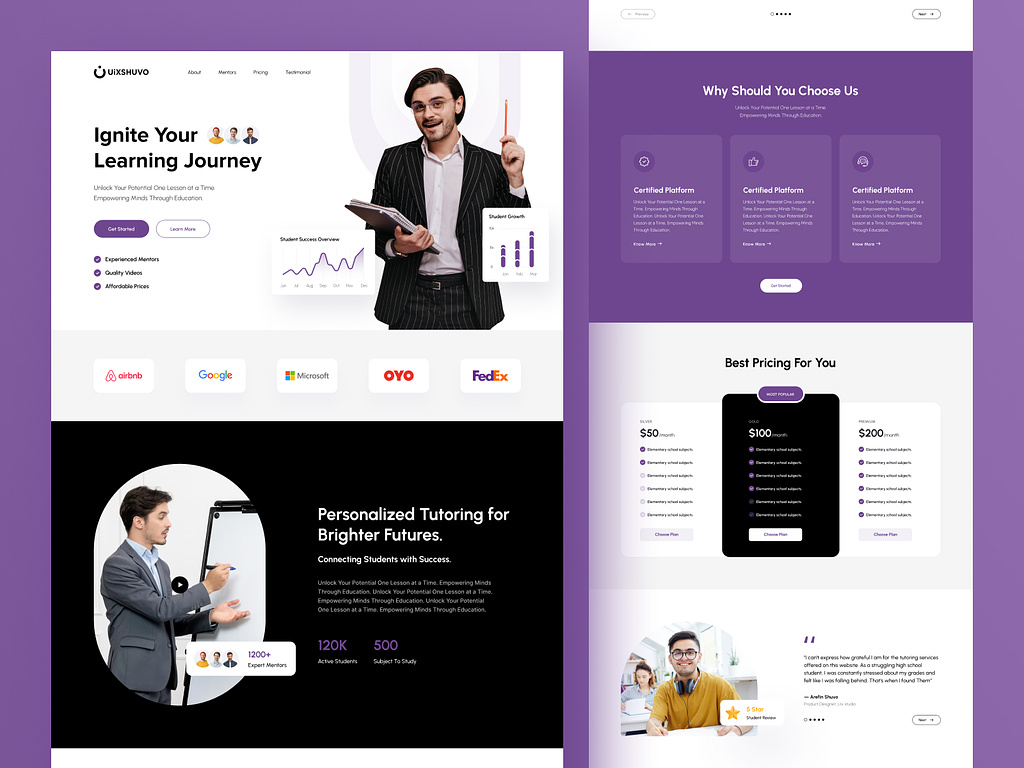 UiXSHUVO
About
Mentors
Pricing
Testimonial
Ignite Your
Learning Journey
Unlock Your Potential One Lesson at a Time.
Empowering Minds Through Education
Get Started
Learn More
Experienced Mentors
Quality Videos
Affordable Prices
Student Success Overview
Jan Jul Aug Sep Oct Nov Dec
Student Growth
Jan Feb Mar
airbnb
Google
Microsoft
OYO
FedEx
Personalized Tutoring for
Brighter Futures.
Connecting Students with Success.
Unlock Your Potential One Lesson at a Time. Empowering Minds
Through Education. Unlock Your Potential One Lesson at a Time.
Empowering Minds Through Education. Unlock Your Potential
One Lesson at a Time. Empowering Minds Through Education.
120K
Active Students
500
Subject To Study
1200+
Expert Mentors
Previous
Next
Why Should You Choose Us
Unlock Your Potential One Lesson at a Time.
Empowering Minds Through Education.
Certified Platform
Unlock Your Potential One Lesson at a
Time. Empowering Minds Through
Education. Unlock Your Potential One
Lesson at a Time. Empowering Minds
Through Education.
Know More
Certified Platform
Unlock Your Potential One Lesson at a
Time. Empowering Minds Through
Education. Unlock Your Potential One
Lesson at a Time. Empowering Minds
Through Education.
Know More
Certified Platform
Unlock Your Potential One Lesson at a
Time. Empowering Minds Through
Education. Unlock Your Potential One
Lesson at a Time. Empowering Minds
Through Education.
Know More
Get Started
Best Pricing For You
SILVER
$50/month
Elementary school subjects.
Elementary school subjects.
Elementary school subjects.
Elementary school subjects.
Elementary school subjects.
Elementary school subjects.
Choose Plan
MOST POPULAR
GOLD
$100/month
Elementary school subjects.
Elementary school subjects.
Elementary school subjects.
Elementary school subjects.
Elementary school subjects.
Elementary school subjects.
Choose Plan
PREMIUM
$200/month
Elementary school subjects.
Elementary school subjects.
Elementary school subjects.
Elementary school subjects.
Elementary school subjects.
Elementary school subjects.
Choose Plan
5 Star
Student Review
"I can't express how grateful I am for the tutoring services
offered on this website. As a struggling high school
student. I was constantly stressed about my grades and
felt like I was falling behind. That's when I found Them"
— Arefin Shuvo
Product Designer, Uix studio
Next